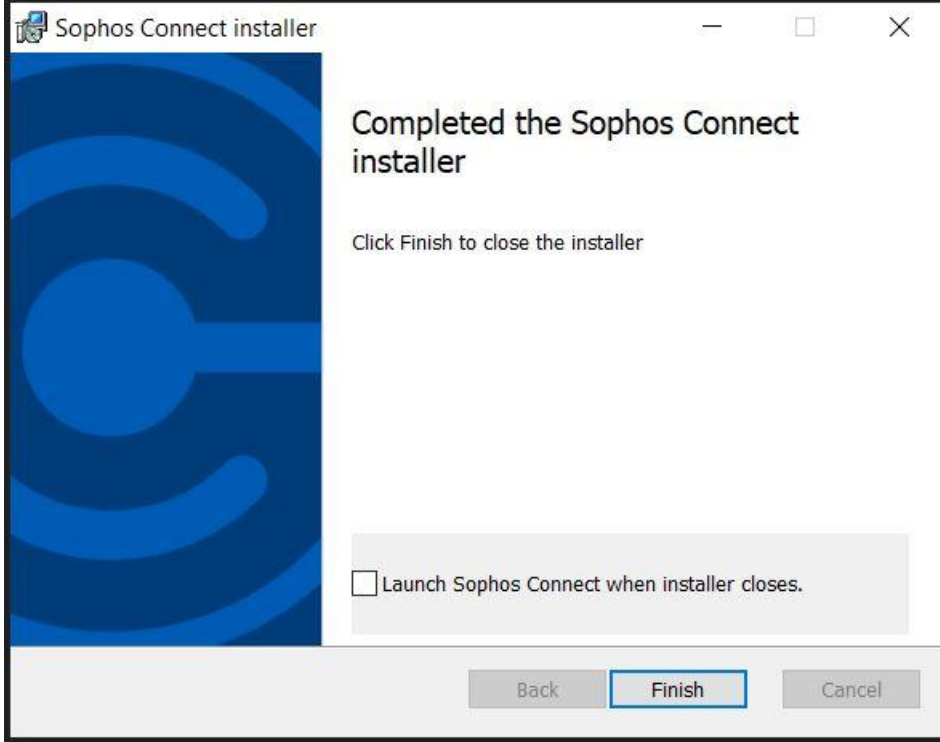 Sophos Connect installer
Completed the Sophos Connect
installer
Click Finish to close the installer
Launch Sophos Connect when installer closes.
Back Finish Cancel